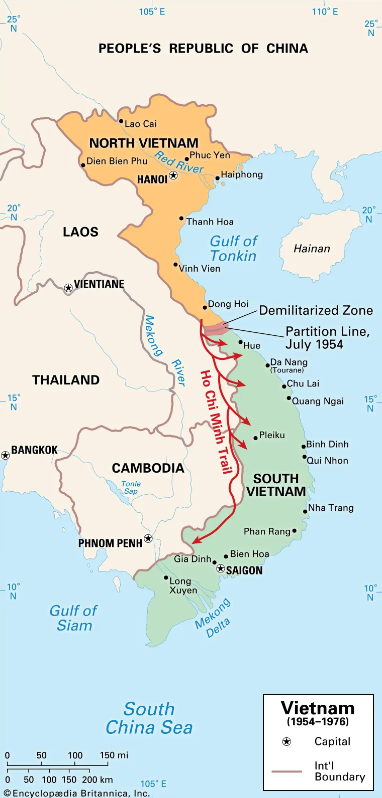 105°E
110°E
25°
N
25°
N
PEOPLE'S REPUBLIC OF CHINA
Lao Cai
NORTH VIETNAM
Phuc Yen
Red River
Dien Bien Phu
HANOI
Haiphong
20°
N
20°
N
Thanh Hoa
Gulf of
Tonkin
Hainan
LAOS
Vinh Vien
VIENTIANE
Dong Hoi
Demilitarized Zone
Mekong
River
Partition Line,
July 1954
Hue
Da Nang
(Tourane)
THAILAND
Ho Chi Minh Trail
Chu Lai
Quang Ngai
15°
N
15°
N
Pleiku
BANGKOK
Binh Dinh
Qui Nhon
CAMBODIA
Tonle
Sap
SOUTH
VIETNAM
Nha Trang
PHNOM PENH
Phan Rang
Bien Hoa
Gia Dinh
SAIGON
Long
Xuyen
10°
N
10°
N
Gulf of
Siam
Mekong
Delta
South
China Sea
Vietnam
(1954–1976)
Capital
Int'l
Boundary
0 50 100 150 mi
0 50 100 150 200 km
© Encyclopædia Britannica, Inc.
105°E